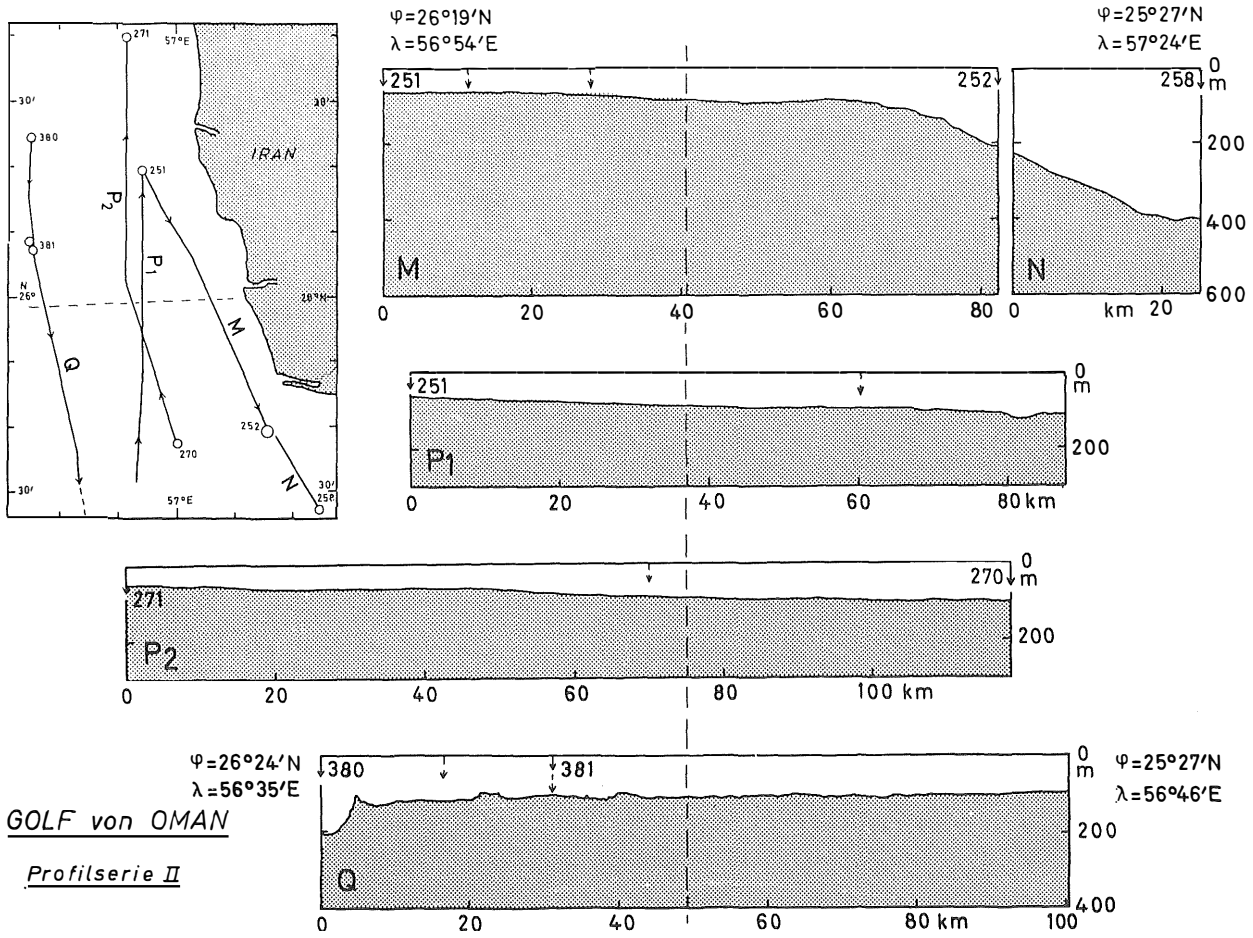 271
57°E
30′
30′
380
IRAN
251
P2
381
P1
N
26°
20°N
M
Q
252
270
N
30′
57°E
30′
258
φ=26°19′N
λ=56°54′E
φ=25°27′N
λ=57°24′E
251
252
258
0
m
200
400
600
M
N
0
20
40
60
80
0
km
20
251
0
m
200
P1
0
20
40
60
80 km
271
270
0
m
200
P2
0
20
40
60
80
100 km
φ=26°24′N
λ=56°35′E
380
381
0
m
200
400
φ=25°27′N
λ=56°46′E
Q
0
20
40
60
80 km
100
GOLF von OMAN
Profilserie II